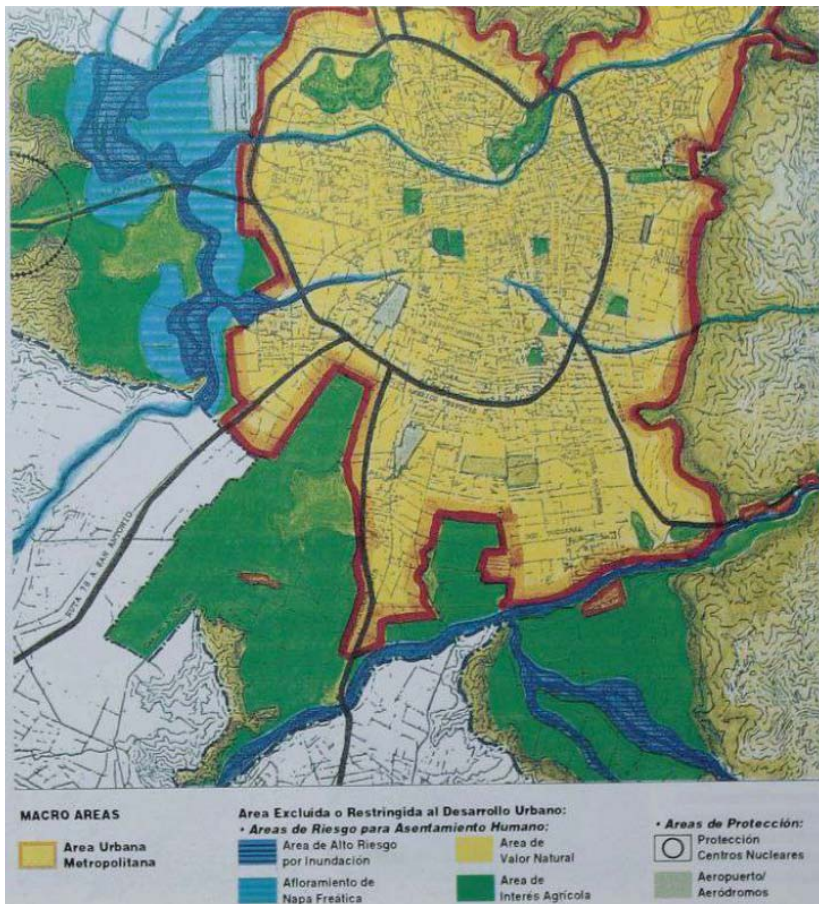 RUTA 78 A SAN ANTONIO
MACRO AREAS
Area Urbana
Metropolitana
Area Excluida o Restringida al Desarrollo Urbano:
• Areas de Riesgo para Asentamiento Humano:
Area de Alto Riesgo
por Inundación
Afloramiento de
Napa Freática
Area de
Valor Natural
Area de
Interés Agrícola
• Areas de Protección:
Protección
Centros Nucleares
Aeropuerto/
Aeródromos